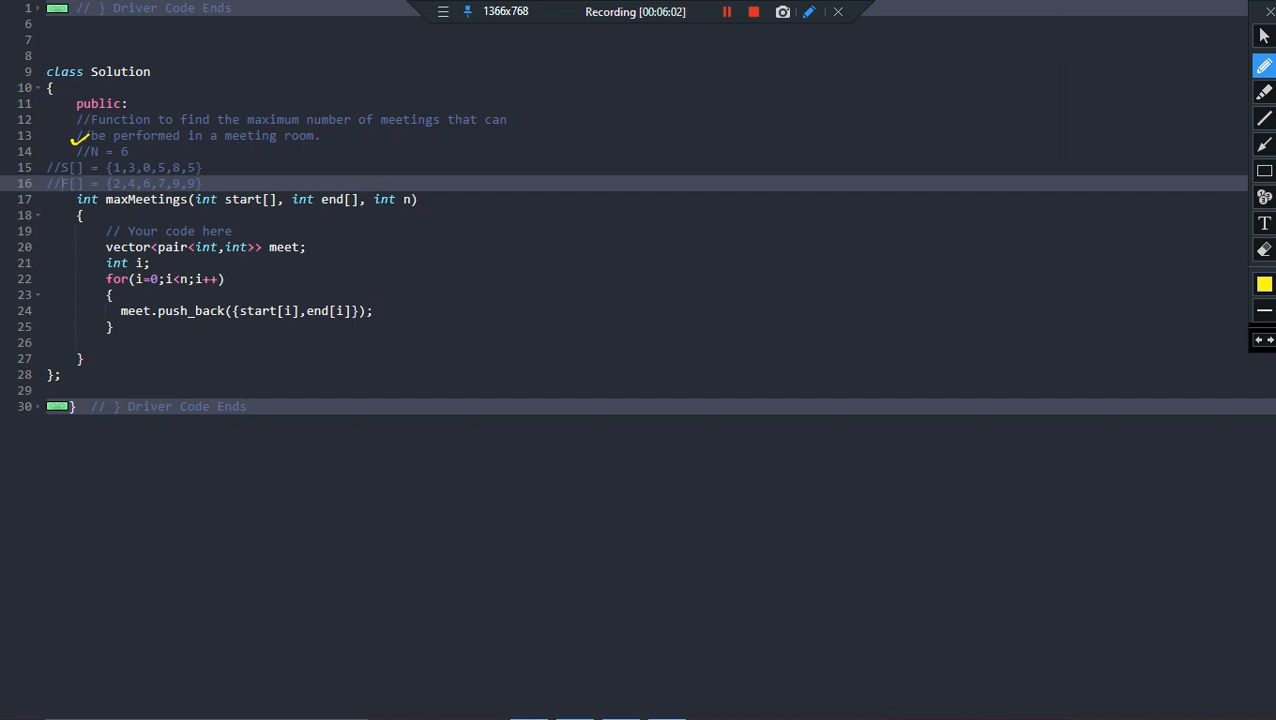 1 // } Driver Code Ends
1366x768 Recording [00:06:02]
6
7
8
9 class Solution
10 {
11 public:
12 //Function to find the maximum number of meetings that can
13 //be performed in a meeting room.
14 //N = 6
15 //S[] = {1,3,0,5,8,5}
16 //F[] = {2,4,6,7,9,9}
17 int maxMeetings(int start[], int end[], int n)
18 {
19 // Your code here
20 vector<pair<int,int>> meet;
21 int i;
22 for(i=0;i<n;i++)
23 {
24 meet.push_back({start[i],end[i]});
25 }
26
27 }
28 };
29
30 } // } Driver Code Ends